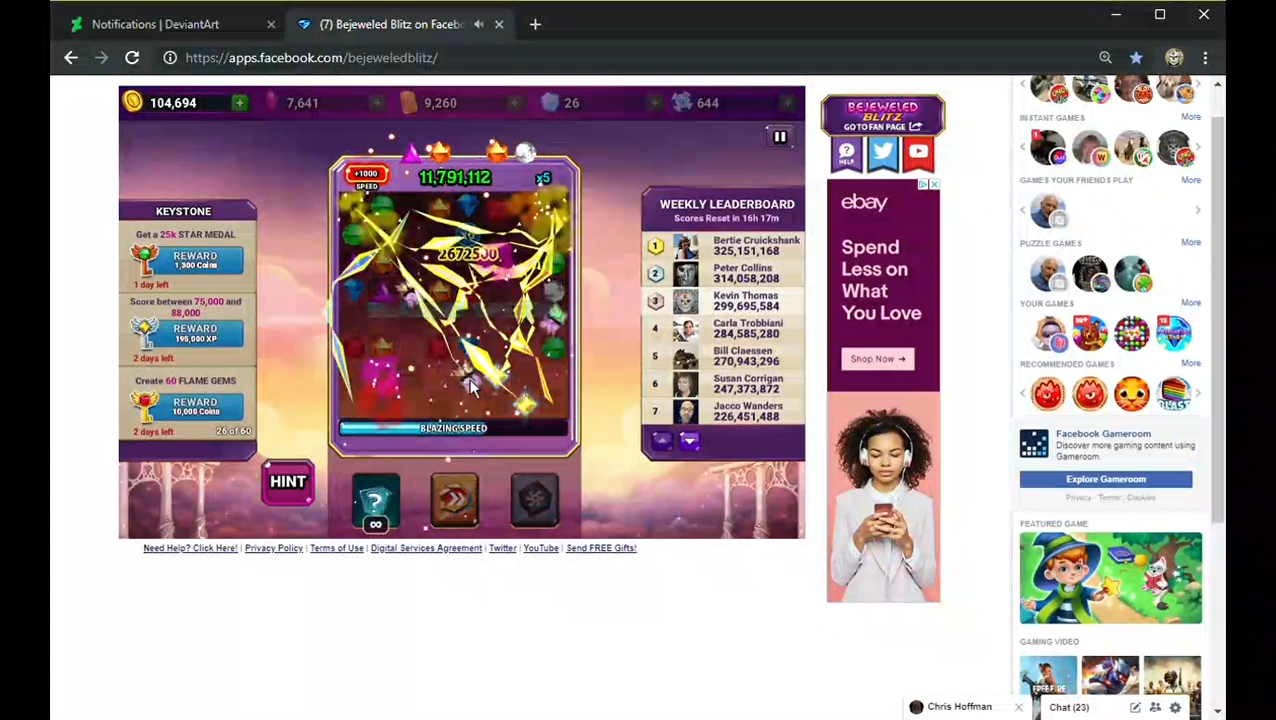 Notifications | DeviantArt
(7) Bejeweled Blitz on Faceb
https://apps.facebook.com/bejeweledblitz/
104,694
7,641
9,260
26
644
+1000
SPEED
11,791,112
x5
2672500
BLAZING SPEED
KEYSTONE
Get a 25k STAR MEDAL
REWARD
1,300 Coins
1 day left
Score between 75,000 and
88,000
REWARD
195,000 XP
2 days left
Create 60 FLAME GEMS
REWARD
10,000 Coins
2 days left
26 of 60
HINT
?
∞
WEEKLY LEADERBOARD
Scores Reset in 16h 17m
1
Bertie Cruickshank
325,151,168
2
Peter Collins
314,058,208
3
Kevin Thomas
299,695,584
4
Carla Trobbiani
284,585,280
5
Bill Claessen
270,943,296
6
Susan Corrigan
247,373,872
7
Jacco Wanders
226,451,488
Need Help? Click Here! | Privacy Policy | Terms of Use | Digital Services Agreement | Twitter | YouTube | Send FREE Gifts!
BEJEWELED
BLITZ
GO TO FAN PAGE
?
HELP
ebay
Spend
Less on
What
You Love
Shop Now →
INSTANT GAMES
More
GAMES YOUR FRIENDS PLAY
More
PUZZLE GAMES
More
YOUR GAMES
More
RECOMMENDED GAMES
More
Facebook Gameroom
Discover more gaming content using
Gameroom.
Explore Gameroom
Privacy · Terms · Cookies
FEATURED GAME
GAMING VIDEO
FREE FIRE
Chris Hoffman
Chat (23)